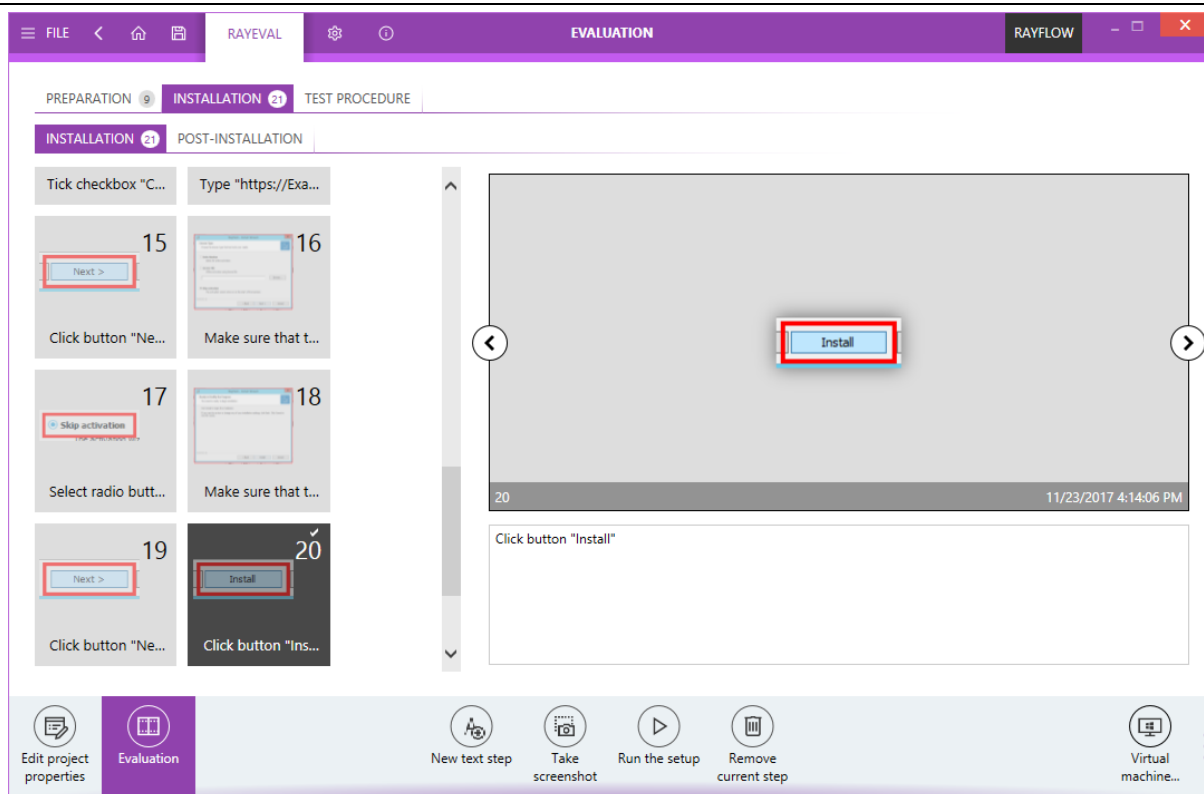 FILE
RAYEVAL
EVALUATION
RAYFLOW
PREPARATION 9 INSTALLATION 21 TEST PROCEDURE
INSTALLATION 21 POST-INSTALLATION
Tick checkbox "C... Type "https://Exa...
15
Next >
Click button "Ne...
16
Make sure that t...
17
Skip activation
Select radio butt...
18
Make sure that t...
19
Next >
Click button "Ne...
20
Install
Click button "Ins...
Install
20 11/23/2017 4:14:06 PM
Click button "Install"
Edit project
properties
Evaluation
New text step
Take
screenshot
Run the setup
Remove
current step
Virtual
machine...